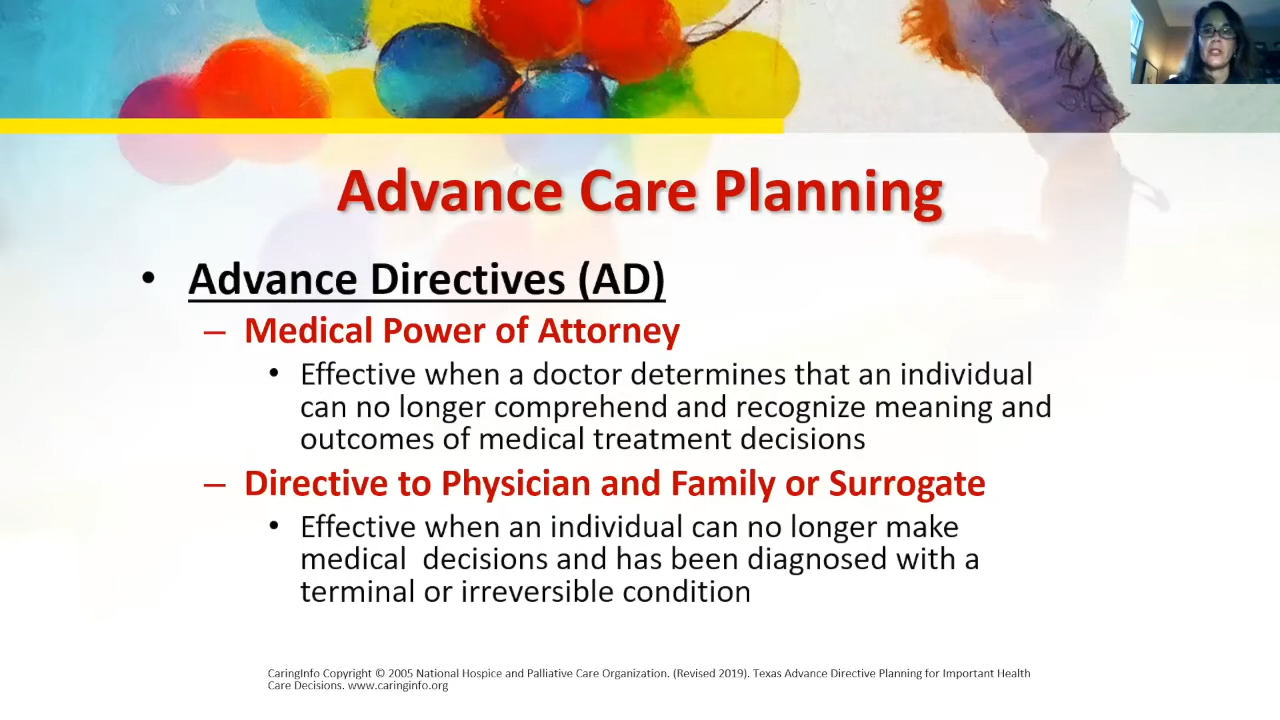 Advance Care Planning
• Advance Directives (AD)
– Medical Power of Attorney
• Effective when a doctor determines that an individual
can no longer comprehend and recognize meaning and
outcomes of medical treatment decisions
– Directive to Physician and Family or Surrogate
• Effective when an individual can no longer make
medical  decisions and has been diagnosed with a
terminal or irreversible condition
CaringInfo Copyright © 2005 National Hospice and Palliative Care Organization. (Revised 2019). Texas Advance Directive Planning for Important Health
Care Decisions. www.caringinfo.org